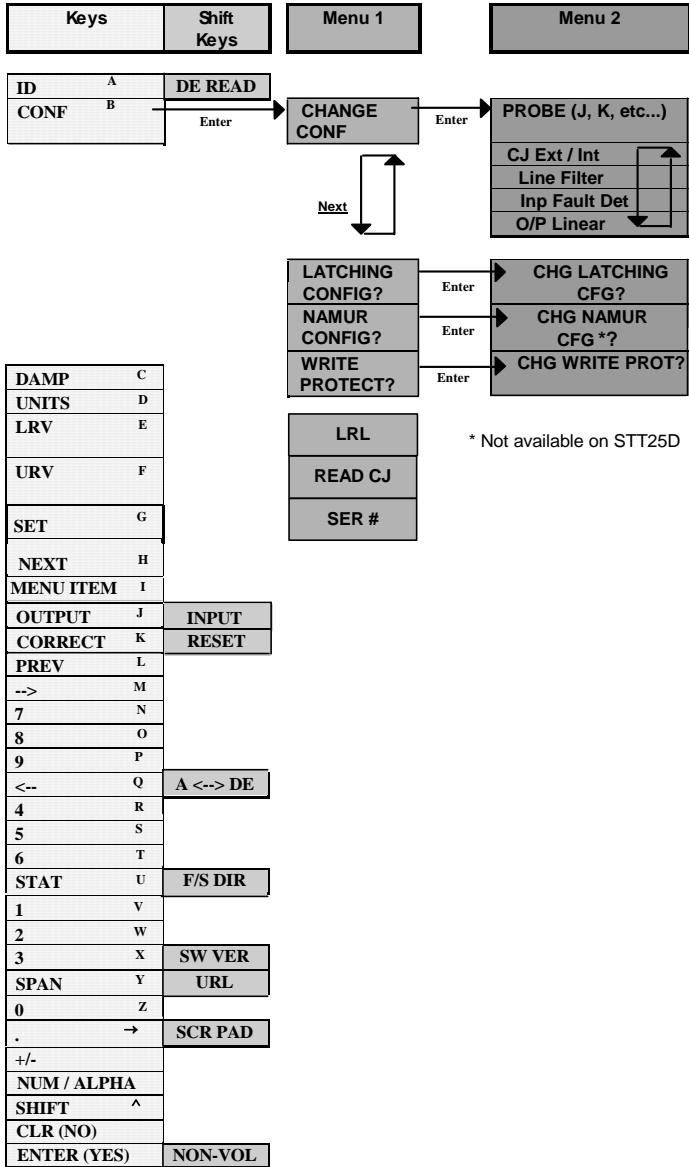 Keys Shift Keys Menu 1 Menu 2
ID A DE READ
CONF B Enter CHANGE CONF Enter PROBE (J, K, etc...)
CJ Ext / Int
Line Filter
Next Inp Fault Det
O/P Linear
LATCHING CONFIG? Enter CHG LATCHING CFG?
NAMUR CONFIG? Enter CHG NAMUR CFG *?
WRITE PROTECT? Enter CHG WRITE PROT?
DAMP C
UNITS D
LRV E LRL * Not available on STT25D
URV F READ CJ
SET G SER #
NEXT H
MENU ITEM I
OUTPUT J INPUT
CORRECT K RESET
PREV L
--> M
7 N
8 O
9 P
<-- Q A <--> DE
4 R
5 S
6 T
STAT U F/S DIR
1 V
2 W
3 X SW VER
SPAN Y URL
0 Z
. → SCR PAD
+/-
NUM / ALPHA
SHIFT ^
CLR (NO)
ENTER (YES) NON-VOL